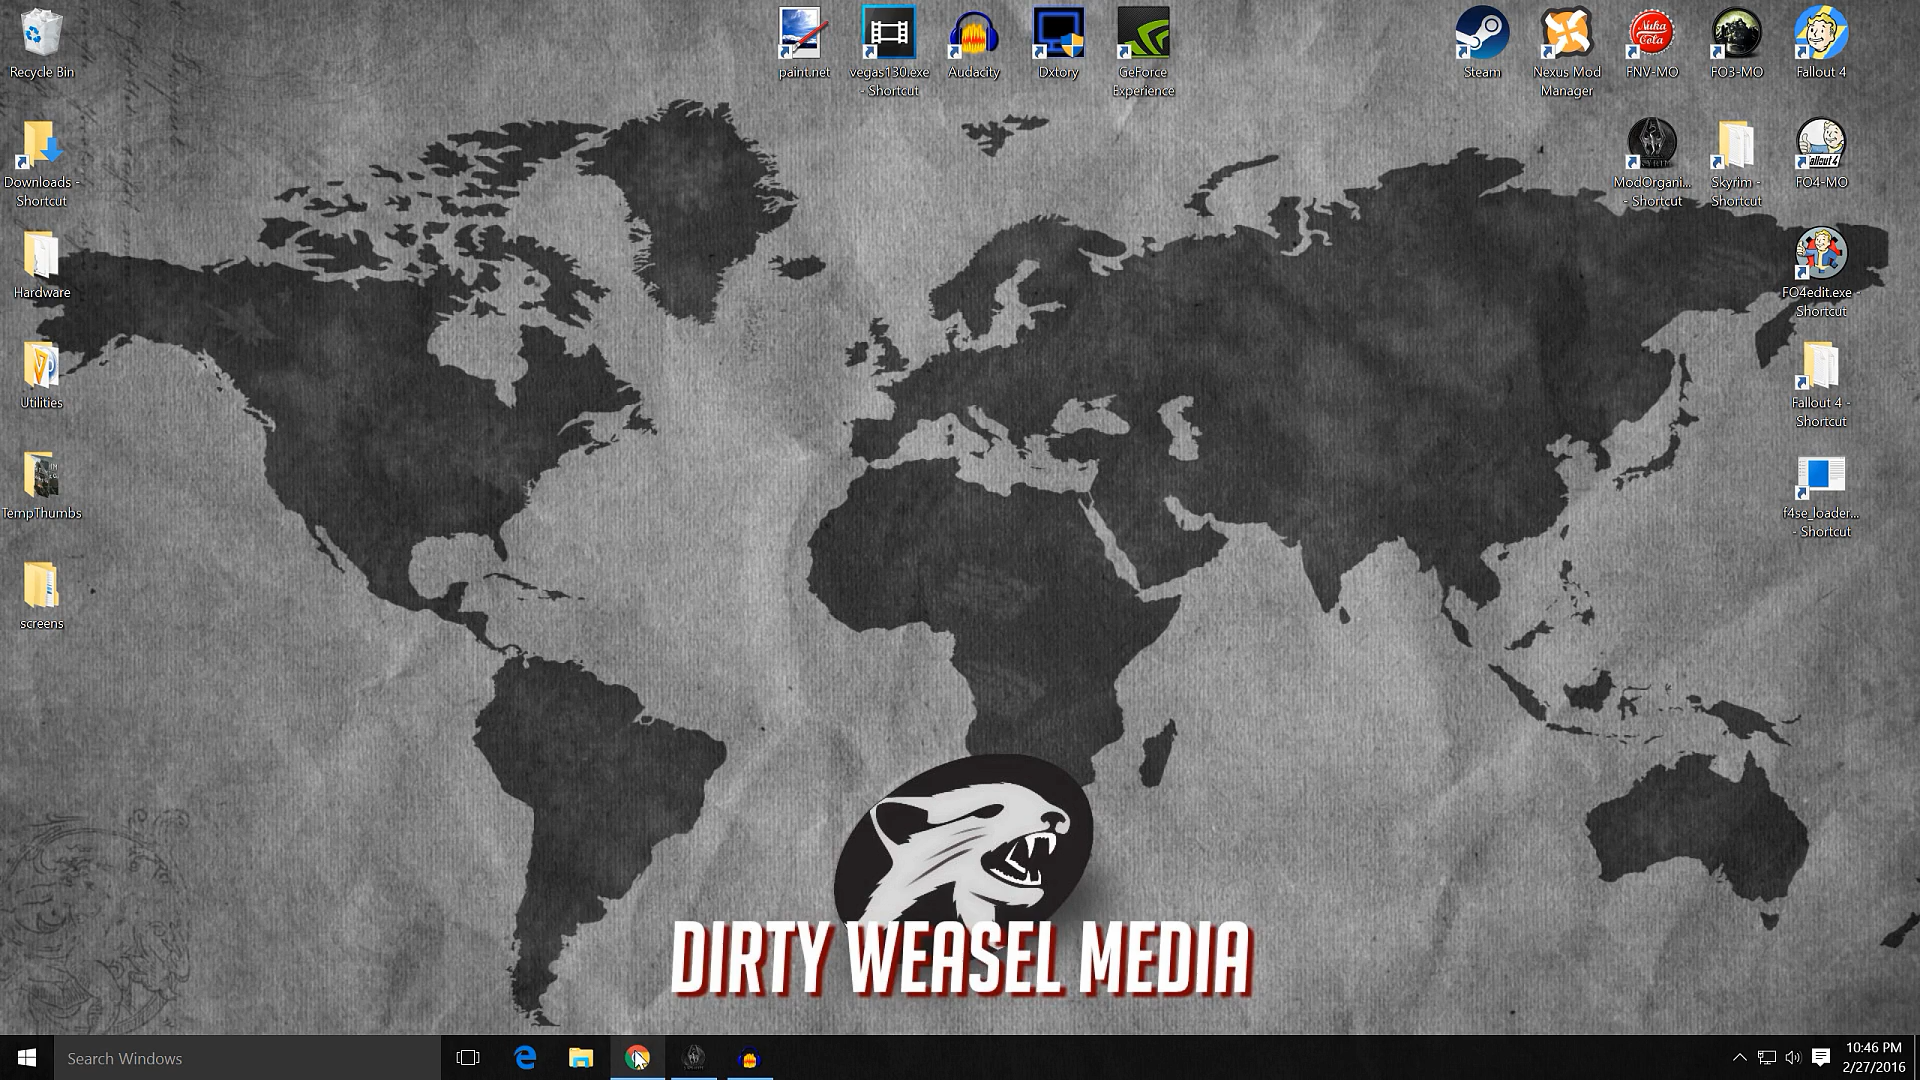 Recycle Bin
Downloads -
Shortcut
Hardware
Utilities
TempThumbs
screens
paint.net
vegas130.exe
- Shortcut
Audacity
Dxtory
GeForce
Experience
Steam
Nexus Mod
Manager
Nuka
Cola
FNV-MO
FO3-MO
Fallout 4
ModOrgani...
- Shortcut
Skyrim -
Shortcut
FO4-MO
FO4edit.exe -
Shortcut
Fallout 4 -
Shortcut
f4se_loader...
- Shortcut
DIRTY WEASEL MEDIA
Search Windows
10:46 PM
2/27/2016